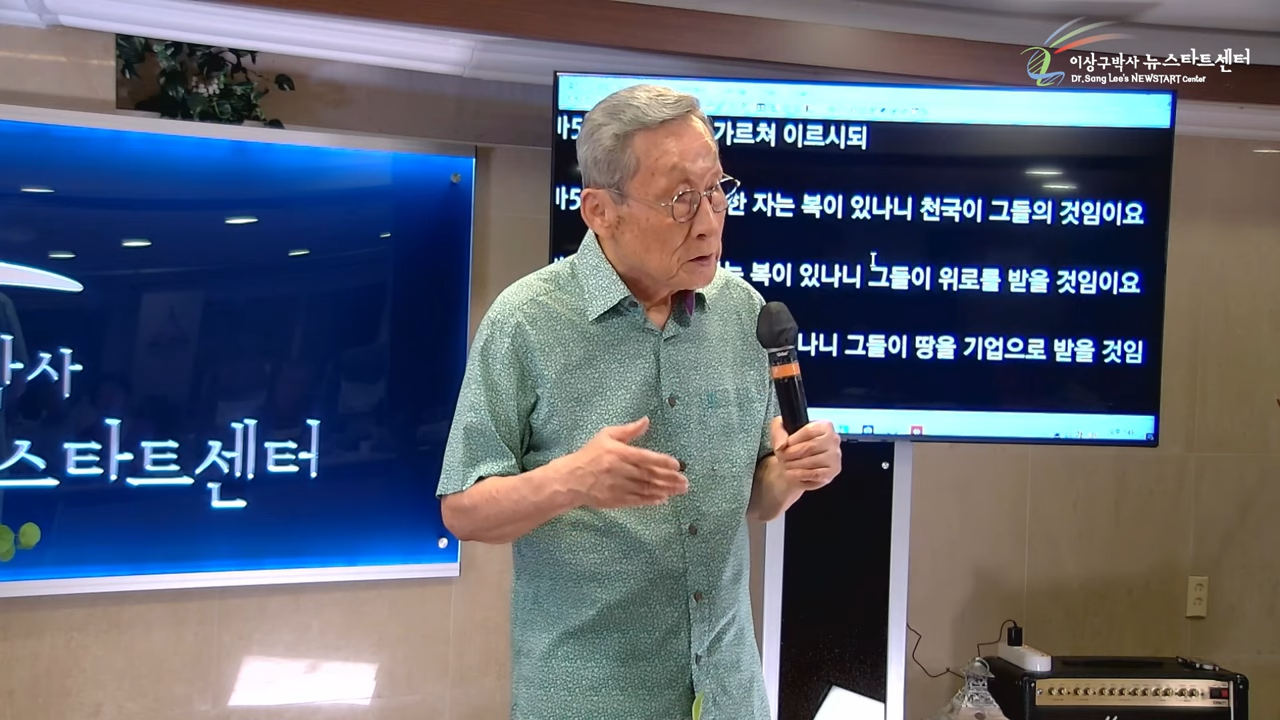 이상구박사 뉴스타트센터
Dr. Sang Lee's NEWSTART Center
가르쳐 이르시되
한 자는 복이 있나니 천국이 그들의 것임이요
는 복이 있나니 그들이 위로를 받을 것임이요
나니 그들이 땅을 기업으로 받을 것임
박사
스타트센터